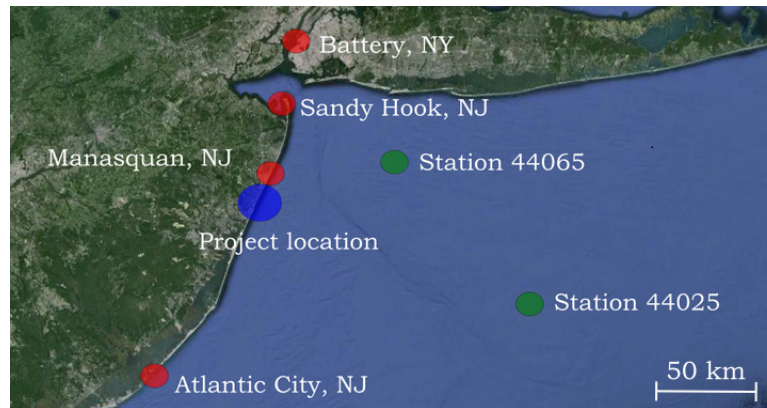 Battery, NY
Sandy Hook, NJ
Manasquan, NJ
Station 44065
Project location
Station 44025
50 km
Atlantic City, NJ